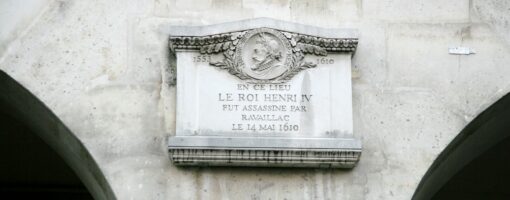 1553 1610
EN CE LIEU
LE ROI HENRI IV
FUT ASSASSINE PAR
RAVAILLAC
LE 14 MAI 1610